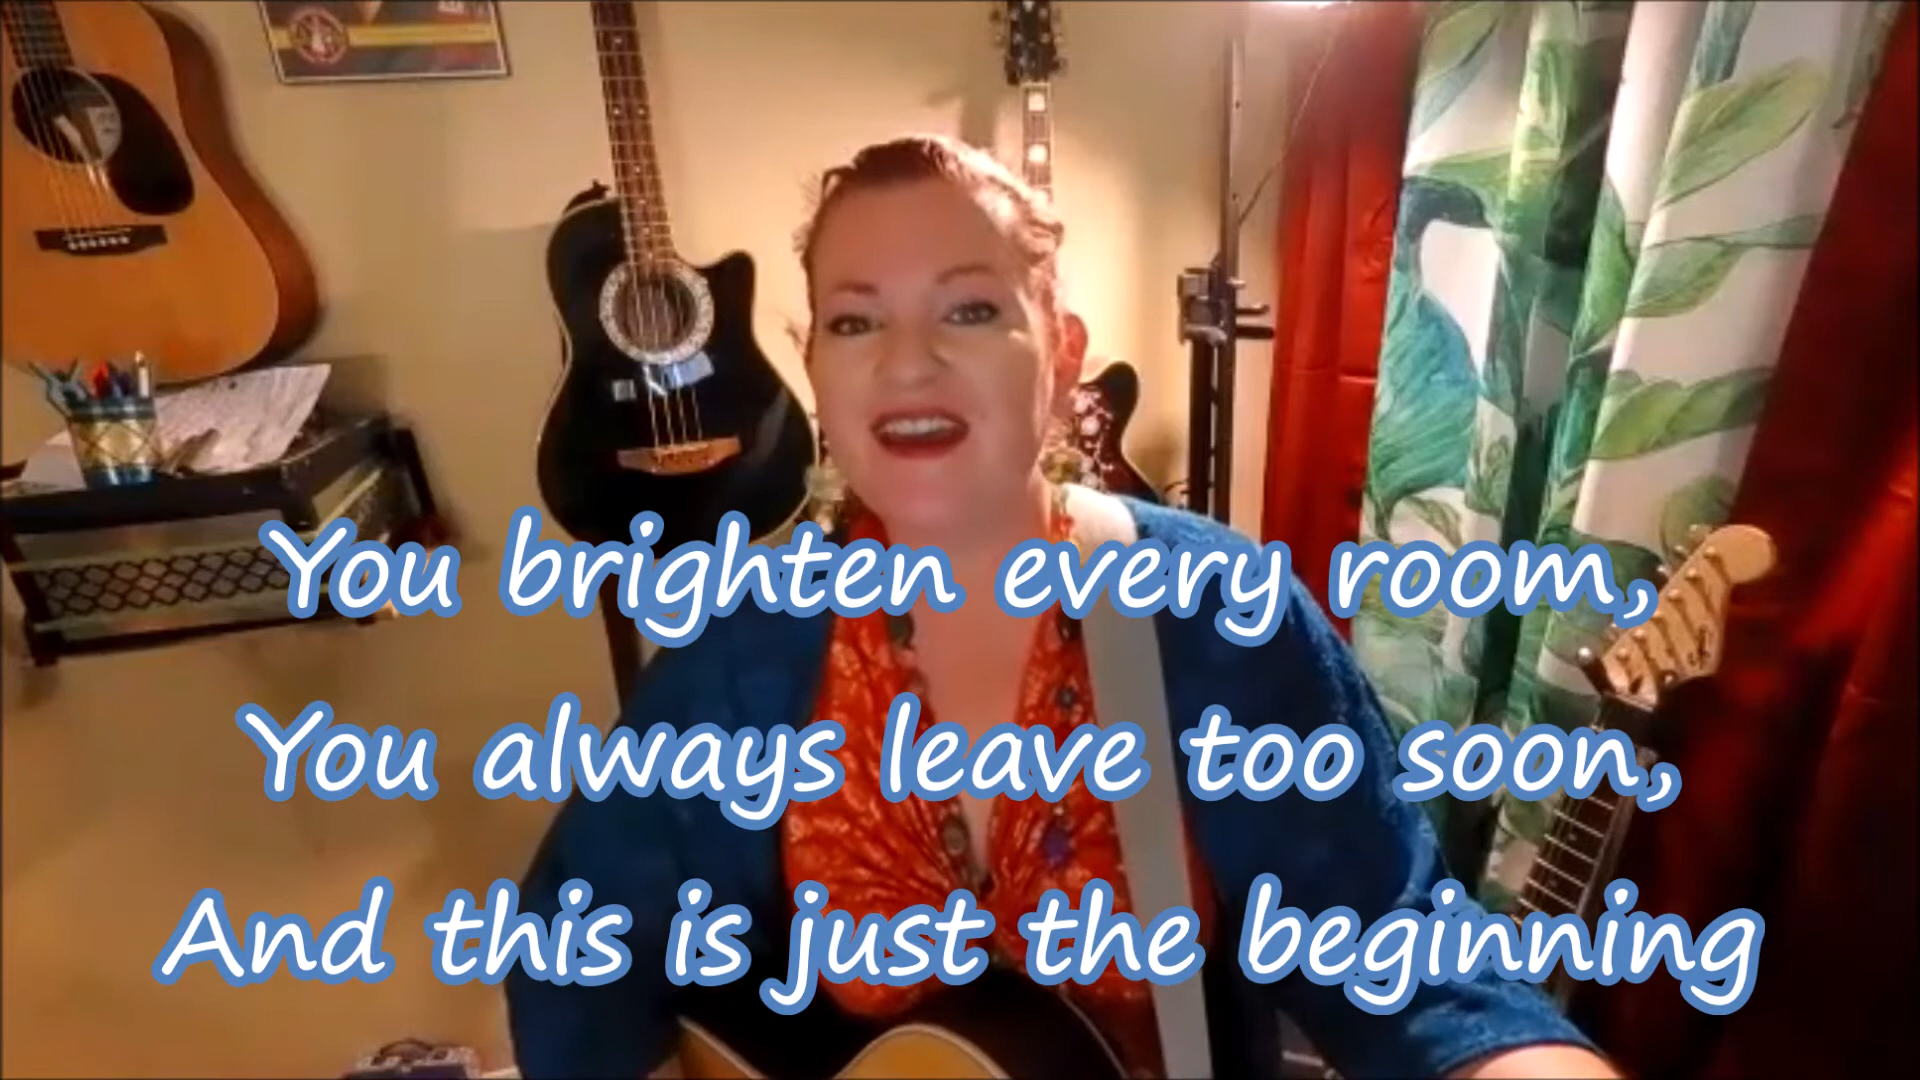 You brighten every room,
You always leave too soon,
And this is just the beginning